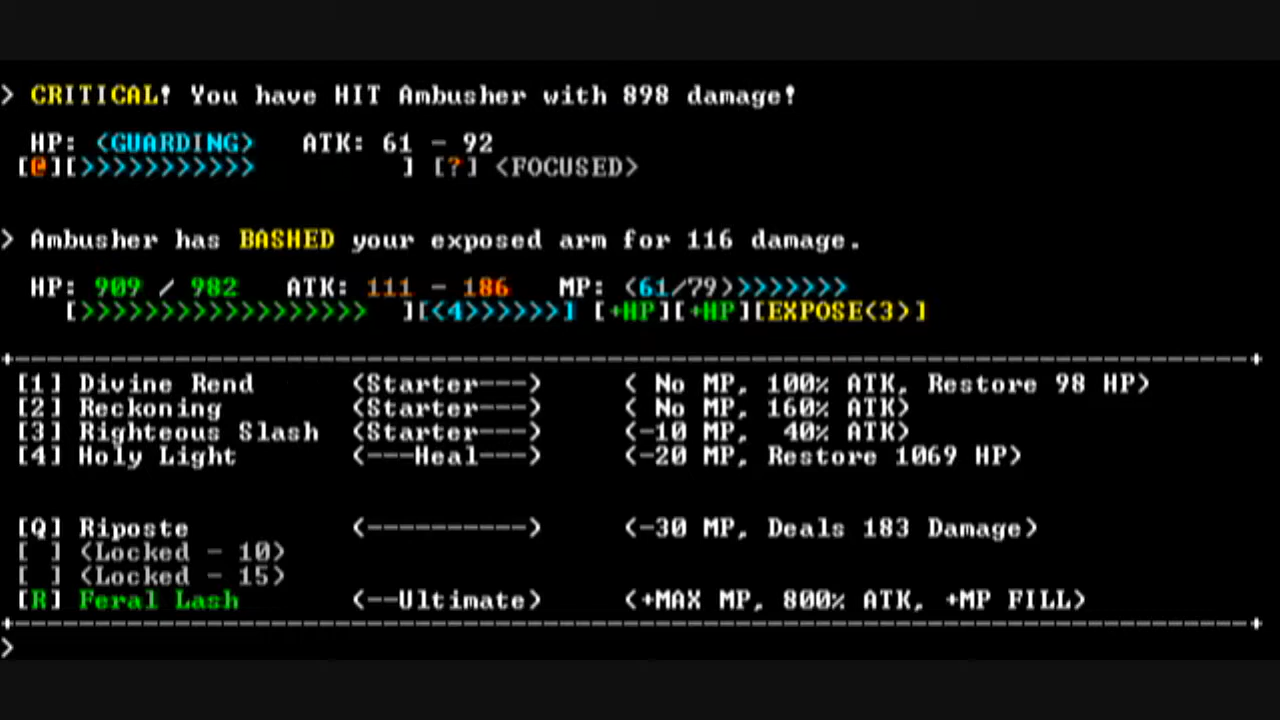 > CRITICAL! You have HIT Ambusher with 898 damage!
HP: <GUARDING> ATK: 61 - 92
[@][>>>>>>>>>>> ] [?] <FOCUSED>
> Ambusher has BASHED your exposed arm for 116 damage.
HP: 909 / 982 ATK: 111 - 186 MP: <61/79>>>>>>>>
[>>>>>>>>>>>>>>>>>> ][<4>>>>>>] [+HP][+HP][EXPOSE<3>]
+------------------------------------------------------------------------------+
[1] Divine Rend <Starter---> < No MP, 100% ATK, Restore 98 HP>
[2] Reckoning <Starter---> < No MP, 160% ATK>
[3] Righteous Slash <Starter---> <-10 MP, 40% ATK>
[4] Holy Light <---Heal---> <-20 MP, Restore 1069 HP>
[Q] Riposte <----------> <-30 MP, Deals 183 Damage>
[ ] <Locked - 10>
[ ] <Locked - 15>
[R] Feral Lash <--Ultimate> <+MAX MP, 800% ATK, +MP FILL>
+------------------------------------------------------------------------------+
>